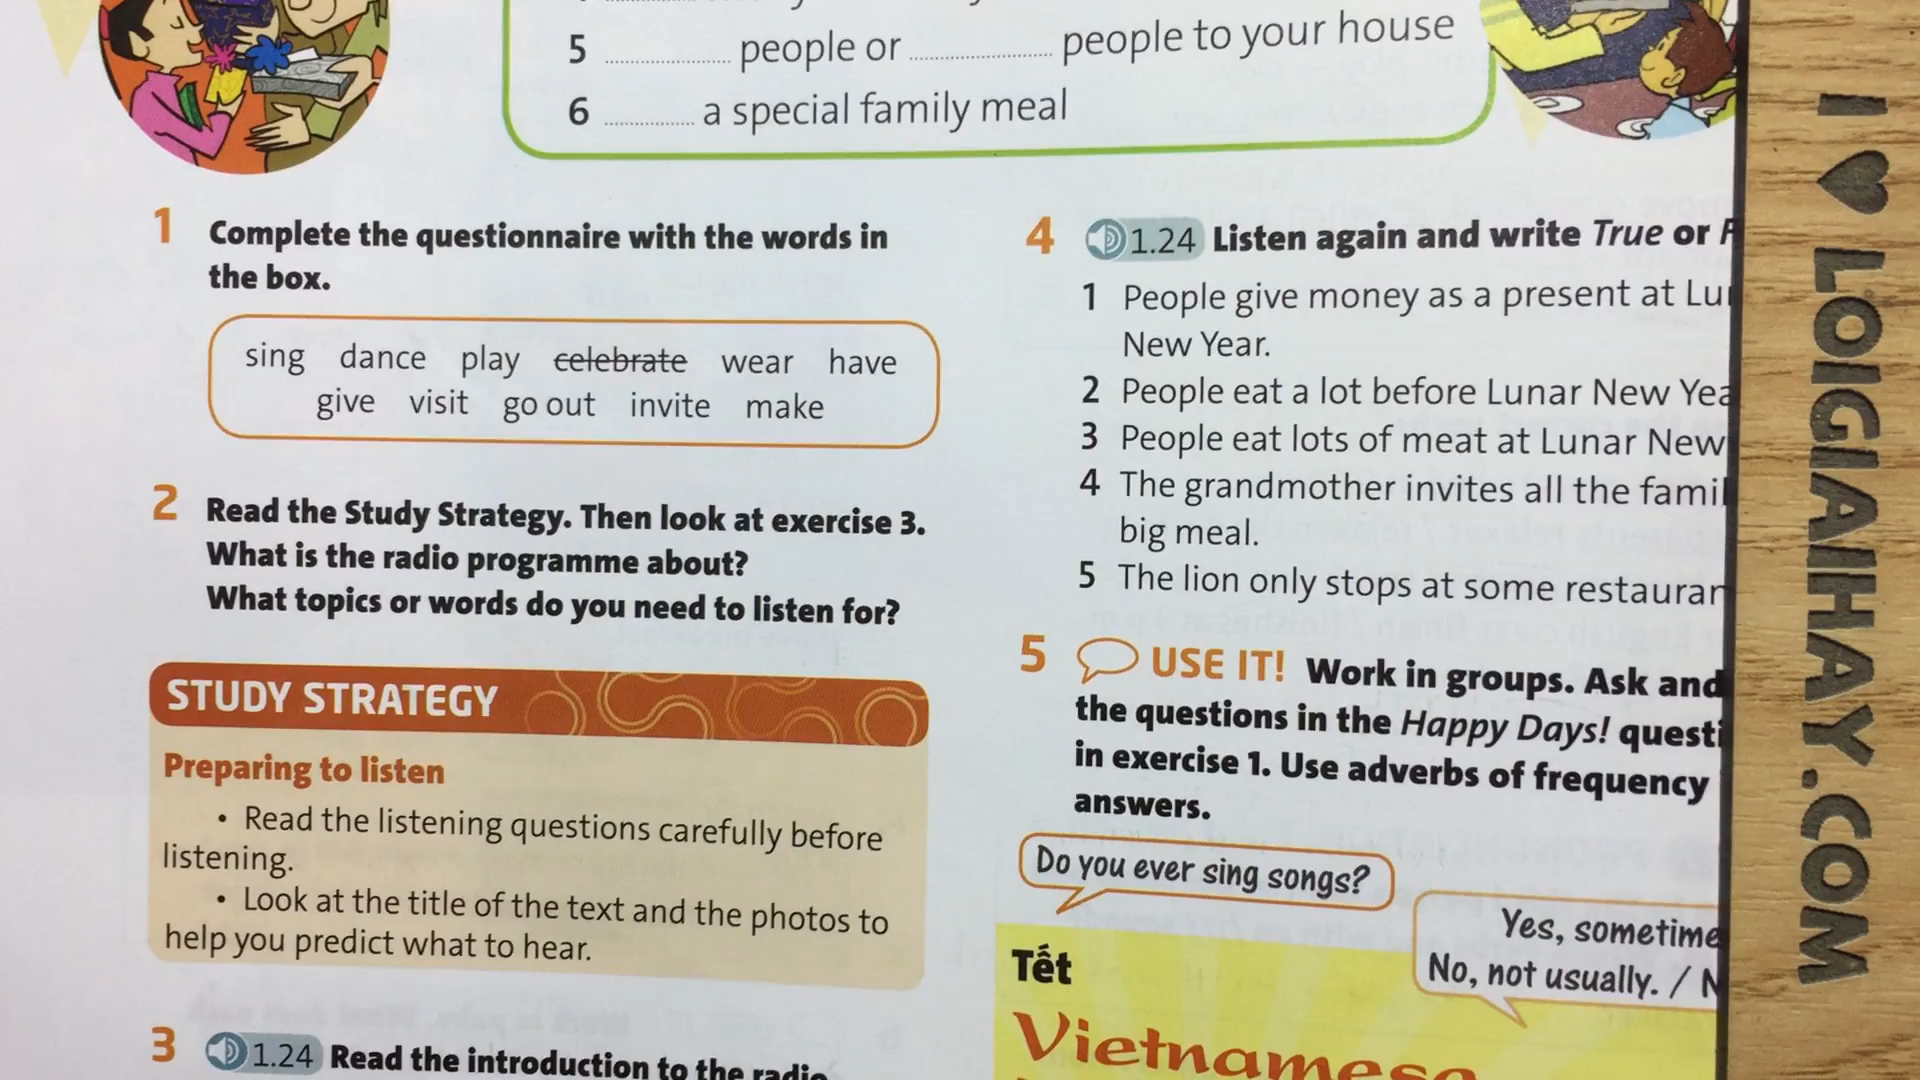 5 .................. people or .................. people to your house
6 ............ a special family meal
1 Complete the questionnaire with the words in
the box.
sing dance play celebrate wear have
give visit go out invite make
2 Read the Study Strategy. Then look at exercise 3.
What is the radio programme about?
What topics or words do you need to listen for?
STUDY STRATEGY
Preparing to listen
• Read the listening questions carefully before
listening.
• Look at the title of the text and the photos to
help you predict what to hear.
3 1.24 Read the introduction to the radio
4 1.24 Listen again and write True or
1 People give money as a present at
New Year.
2 People eat a lot before Lunar New
3 People eat lots of meat at Lunar New
4 The grandmother invites all the
big meal.
5 The lion only stops at some
5 USE IT! Work in groups. Ask and
the questions in the Happy Days!
in exercise 1. Use adverbs of frequency
answers.
Do you ever sing songs?
Yes,
No, not usually. /
Tết
Vietnamese
I ♥ LOIGIAIHAY.COM